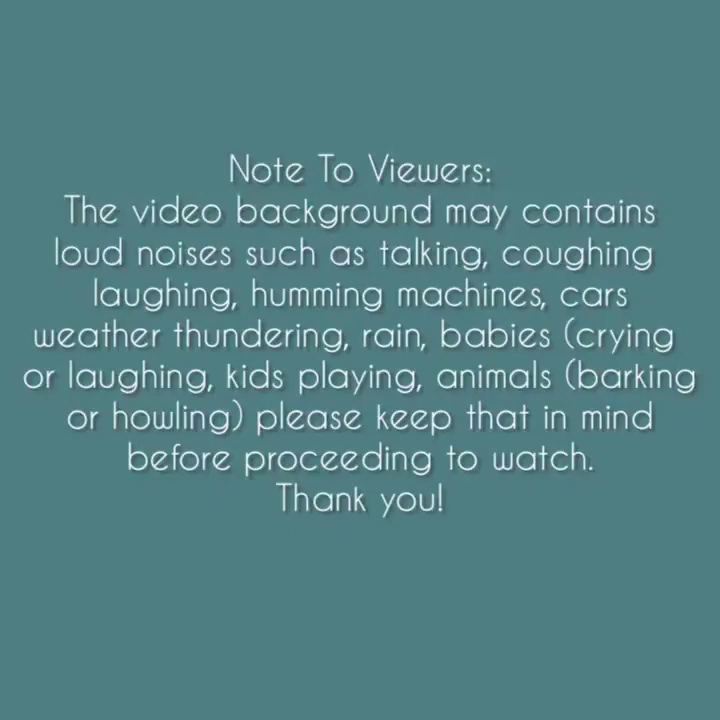 Note To Viewers:
The video background may contains
loud noises such as talking, coughing
laughing, humming machines, cars
weather thundering, rain, babies (crying
or laughing, kids playing, animals (barking
or howling) please keep that in mind
before proceeding to watch.
Thank you!